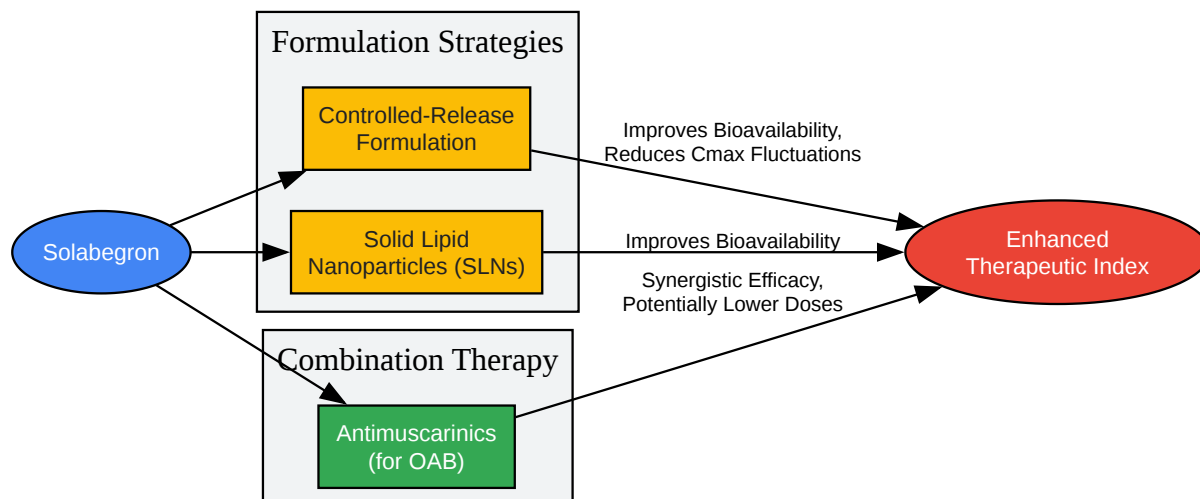 Formulation Strategies
Controlled-Release
Formulation
Improves Bioavailability,
Reduces Cmax Fluctuations
Solabegron
Solid Lipid
Nanoparticles (SLNs)
Improves Bioavailability
Enhanced
Therapeutic Index
Synergistic Efficacy,
Potentially Lower Doses
Combination Therapy
Antimuscarinics
(for OAB)